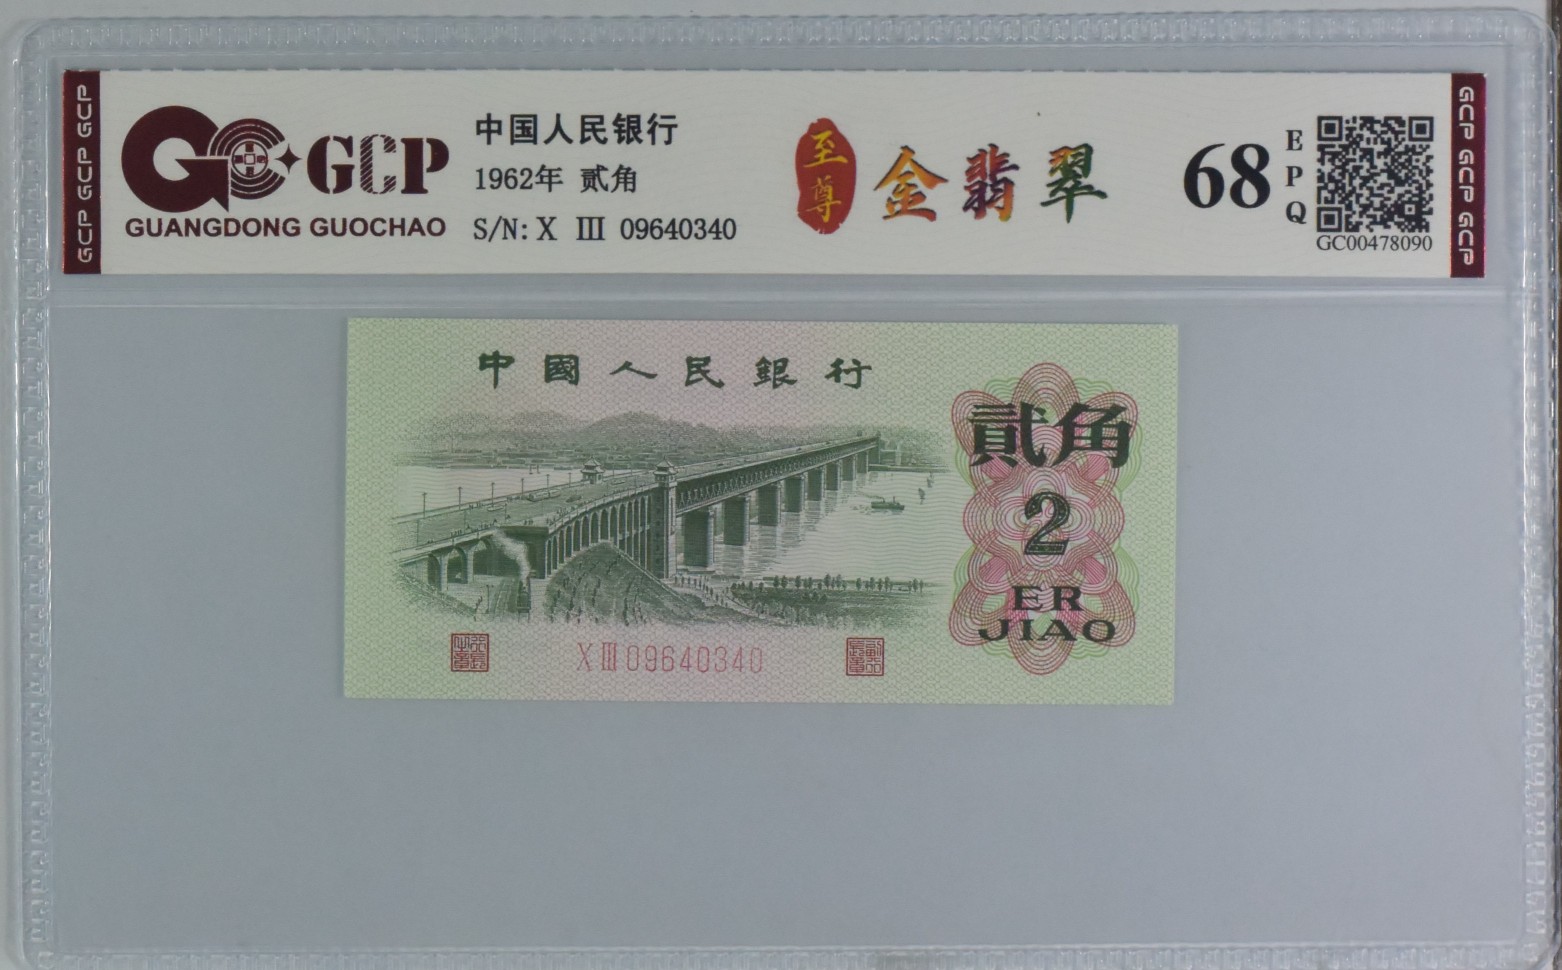 GCP GCP GCP
GCP
GUANGDONG GUOCHAO
中国人民银行
1962年 贰角
S/N: X III 09640340
至尊
金翡翠
68
EPQ
GC00478090
GCP GCP GCP
中國人民銀行
貳角
2
ER
JIAO
X III 09640340